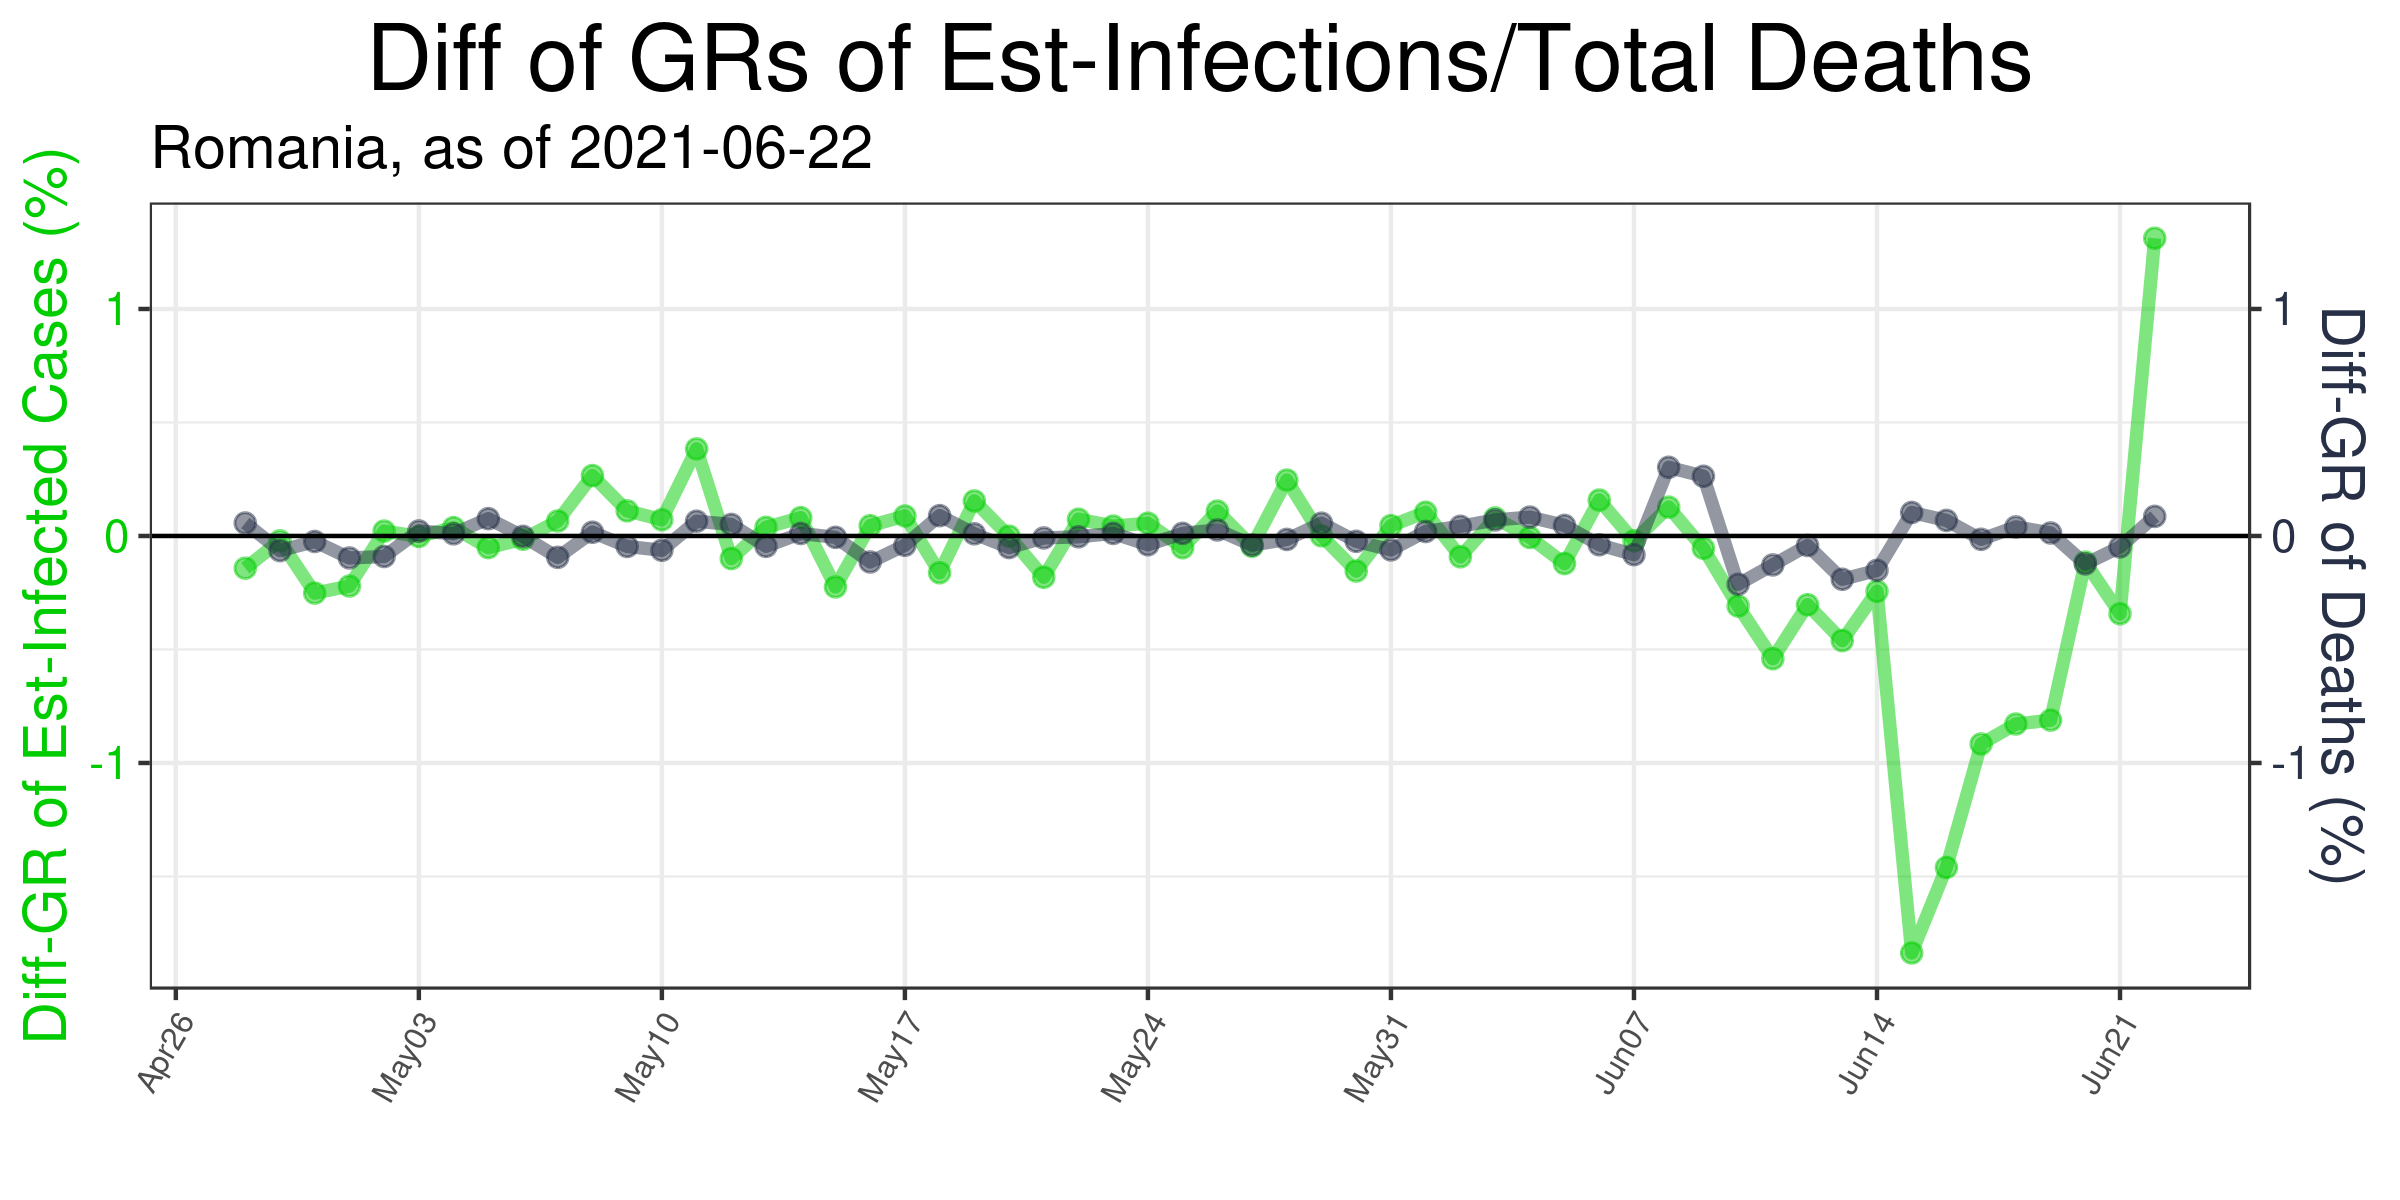 Diff of GRs of Est-Infections/Total Deaths
Romania, as of 2021-06-22
Diff-GR of Est-Infected Cases (%)
1
0
-1
1
0
-1
Diff-GR of Deaths (%)
Apr26
May03
May10
May17
May24
May31
Jun07
Jun14
Jun21